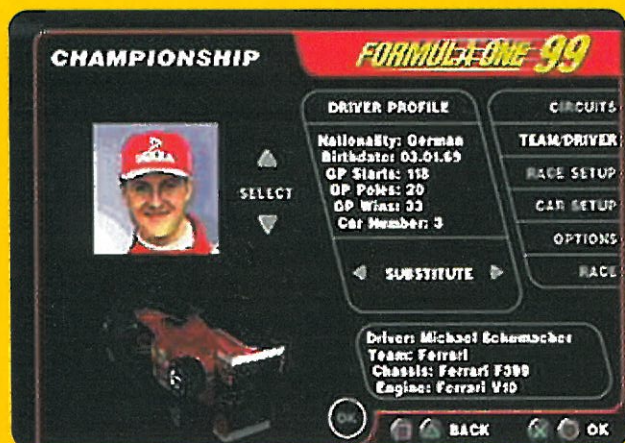 CHAMPIONSHIP
FORMULA ONE 99
DRIVER PROFILE
Nationality: German
Birthdate: 03.01.69
GP Starts: 118
GP Poles: 20
GP Wins: 33
Car Number: 3
SELECT
SUBSTITUTE
CIRCUITS
TEAM/DRIVER
RACE SETUP
CAR SETUP
OPTIONS
RACE
Driver: Michael Schumacher
Team: Ferrari
Chassis: Ferrari F399
Engine: Ferrari V10
OK
BACK
OK